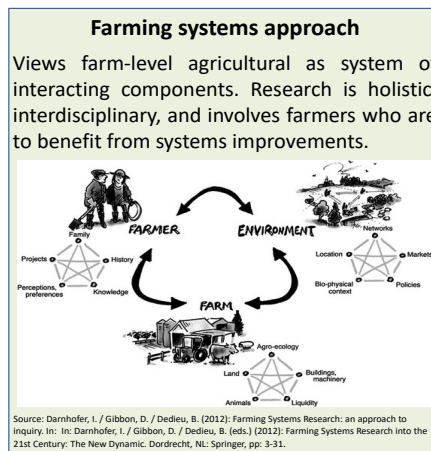 Farming systems approach
Views farm-level agricultural as system o
interacting components. Research is holistic
interdisciplinary, and involves farmers who are
to benefit from systems improvements.
Family
FARMER
Projects
History
Perceptions,
preferences
Knowledge
ENVIRONMENT
Networks
Location
Markets
Bio-physical
context
Policies
FARM
Agro-ecology
Land
Buildings,
machinery
Animals
Liquidity
Source: Darnhofer, I. / Gibbon, D. / Dedieu, B. (2012): Farming Systems Research: an approach to
inquiry. In: In: Darnhofer, I. / Gibbon, D. / Dedieu, B. (eds.) (2012): Farming Systems Research into the
21st Century: The New Dynamic. Dordrecht, NL: Springer, pp: 3-31.